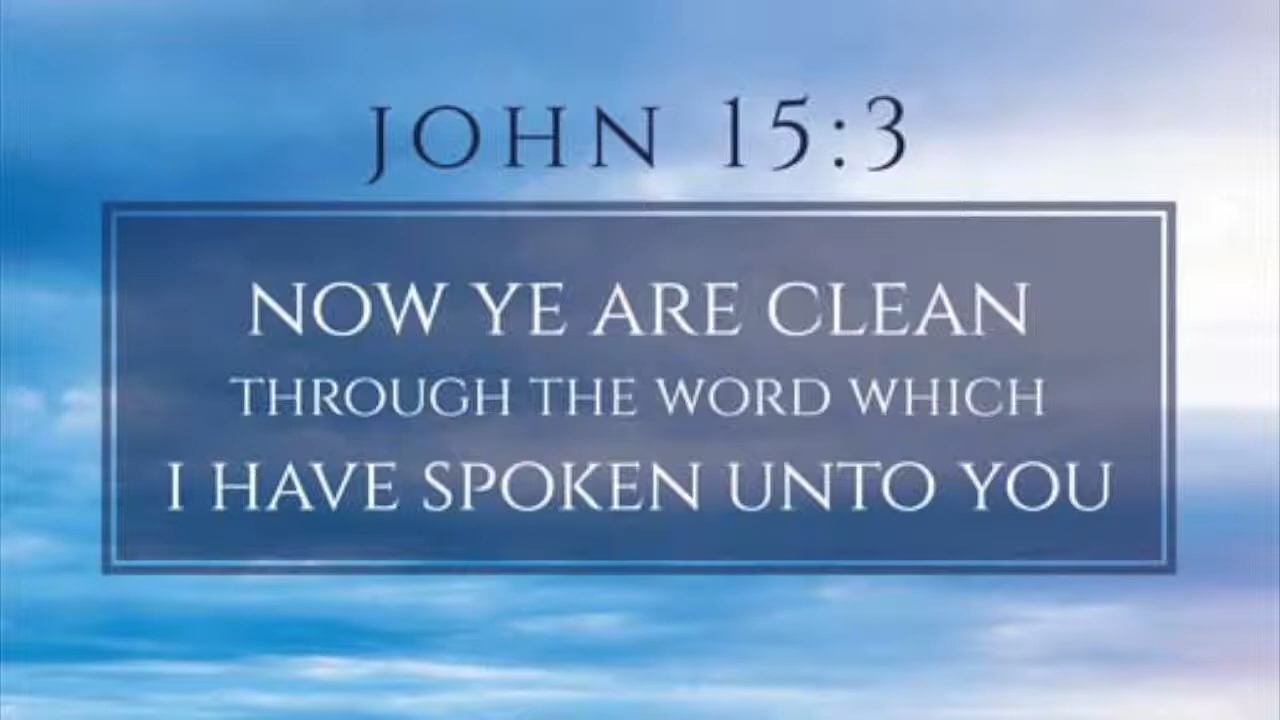 JOHN 15:3
NOW YE ARE CLEAN
THROUGH THE WORD WHICH
I HAVE SPOKEN UNTO YOU